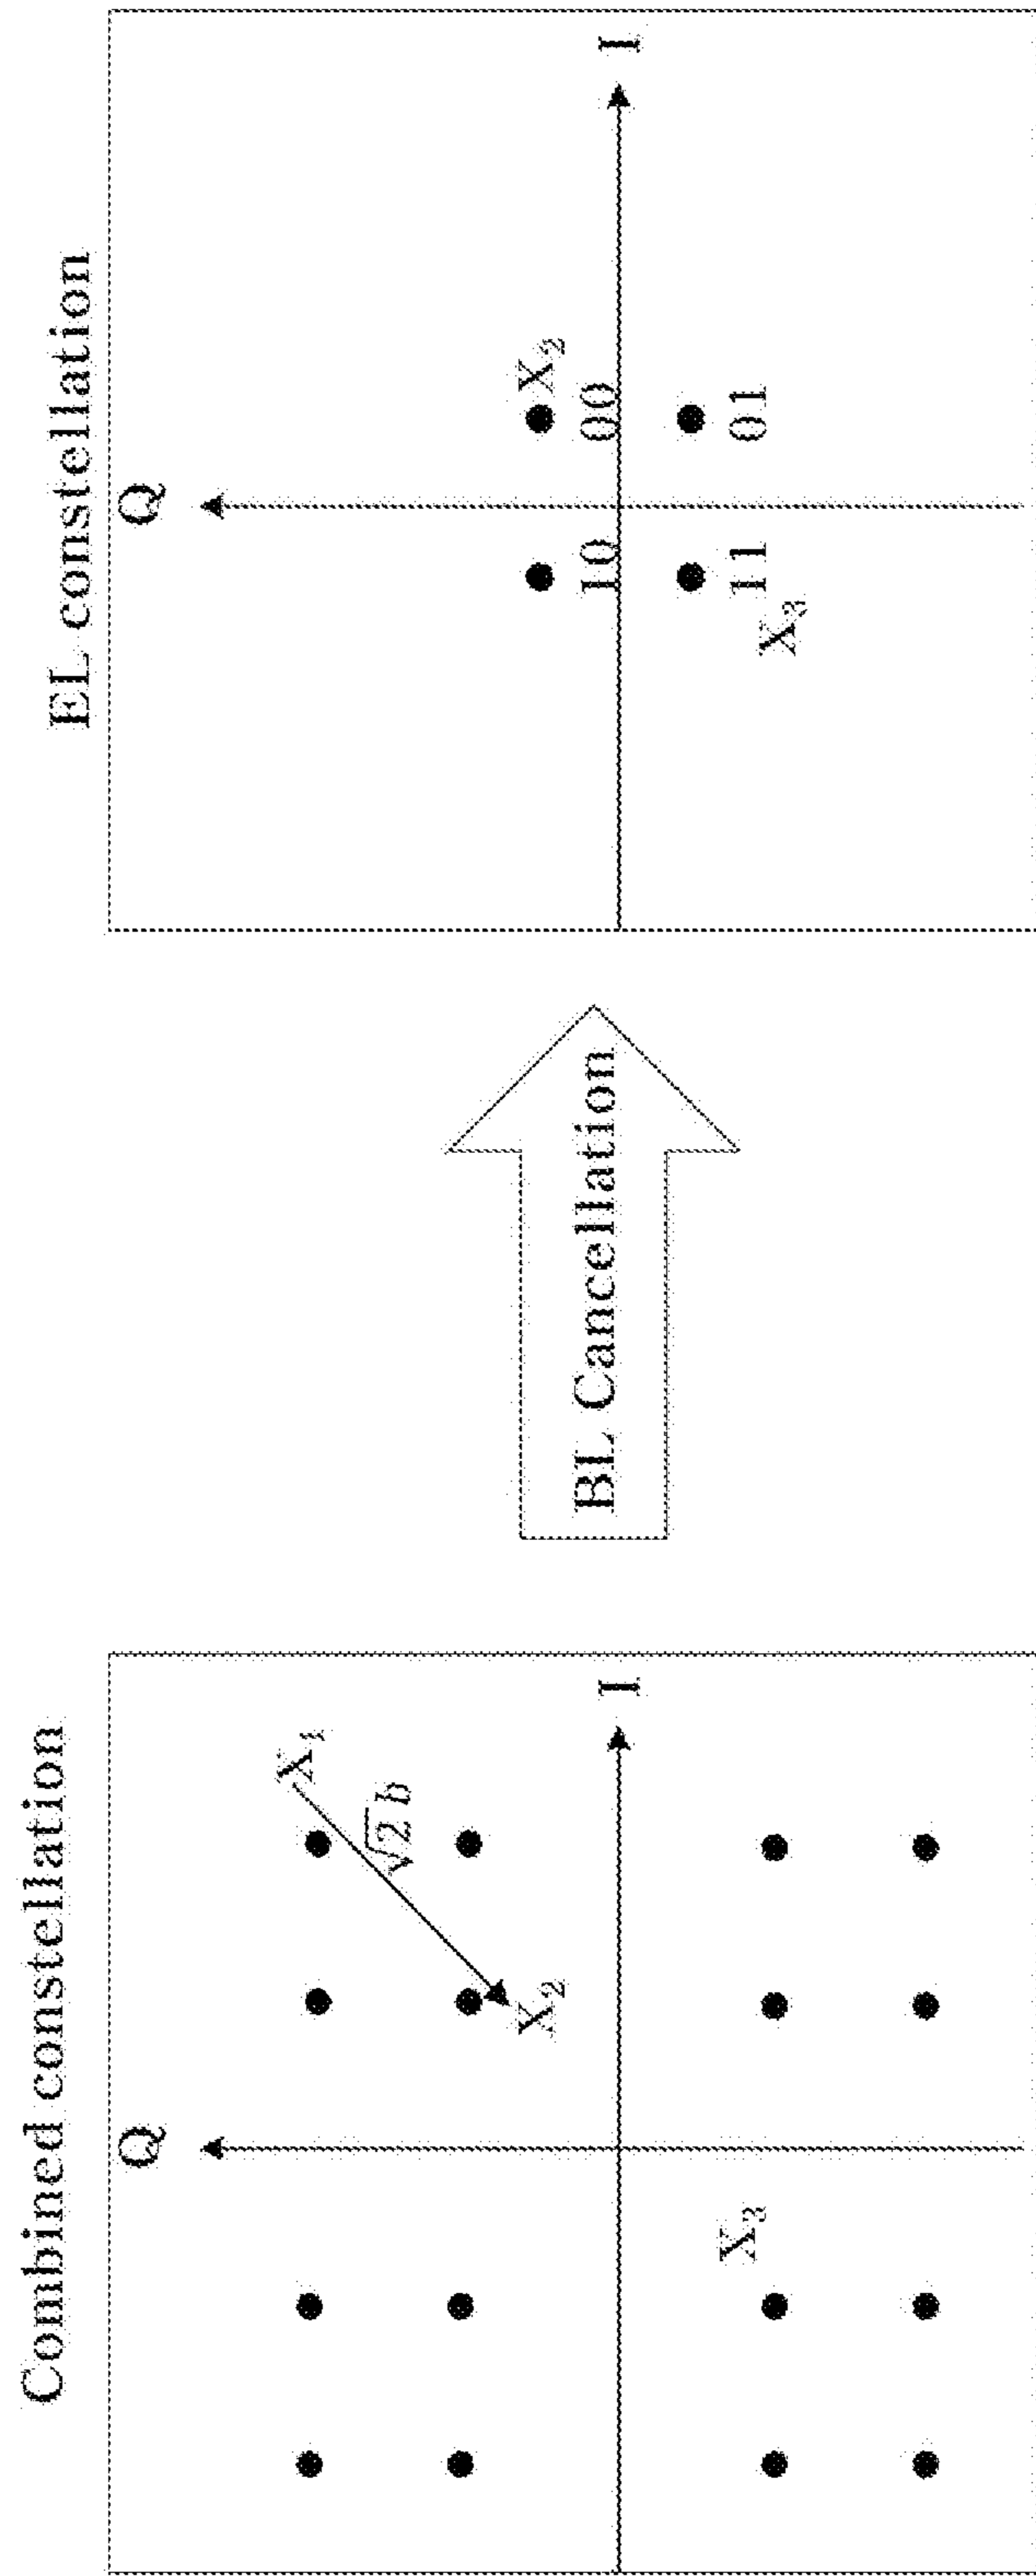 Combined constellation
Q
X₁
√2 b
X₂
I
X₃
BL Cancellation
EL constellation
Q
X₂
10
00
I
11
01
X₃